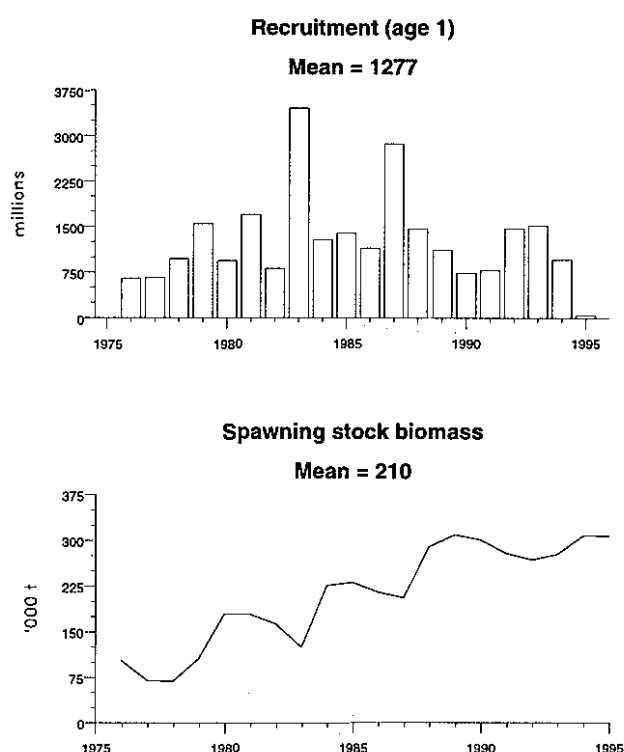 Recruitment (age 1)
Mean = 1277
3750
3000
2250
1500
750
0
millions
1975 1980 1985 1990 1995
Spawning stock biomass
Mean = 210
375
300
225
150
75
0
'000 t
1975 1980 1985 1990 1995